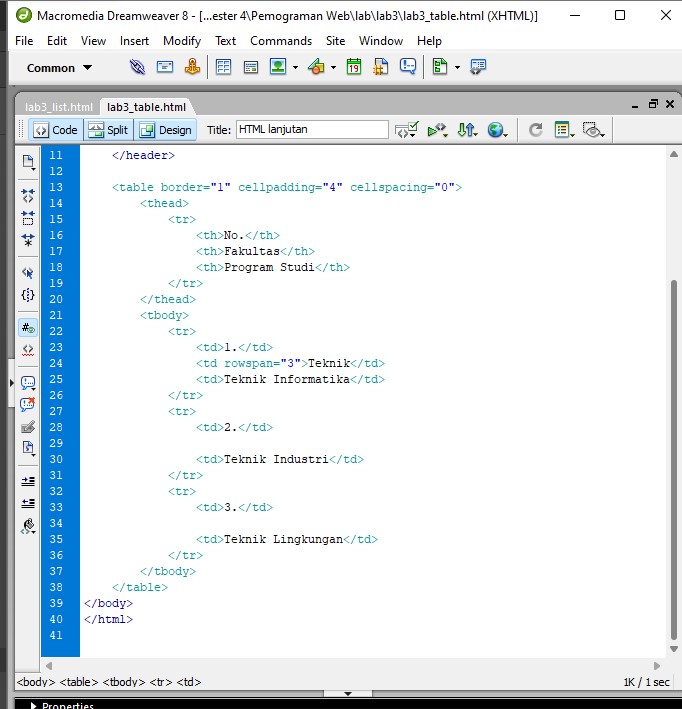 Macromedia Dreamweaver 8 - [...ester 4\Pemograman Web\lab\lab3\lab3_table.html (XHTML)]
File Edit View Insert Modify Text Commands Site Window Help
Common
lab3_list.html lab3_table.html
Code Split Design Title: HTML lanjutan
11 </header>
12
13 <table border="1" cellpadding="4" cellspacing="0">
14 <thead>
15 <tr>
16 <th>No.</th>
17 <th>Fakultas</th>
18 <th>Program Studi</th>
19 </tr>
20 </thead>
21 <tbody>
22 <tr>
23 <td>1.</td>
24 <td rowspan="3">Teknik</td>
25 <td>Teknik Informatika</td>
26 </tr>
27 <tr>
28 <td>2.</td>
29
30 <td>Teknik Industri</td>
31 </tr>
32 <tr>
33 <td>3.</td>
34
35 <td>Teknik Lingkungan</td>
36 </tr>
37 </tbody>
38 </table>
39 </body>
40 </html>
41
<body> <table> <tbody> <tr> <td> 1K / 1 sec
Properties